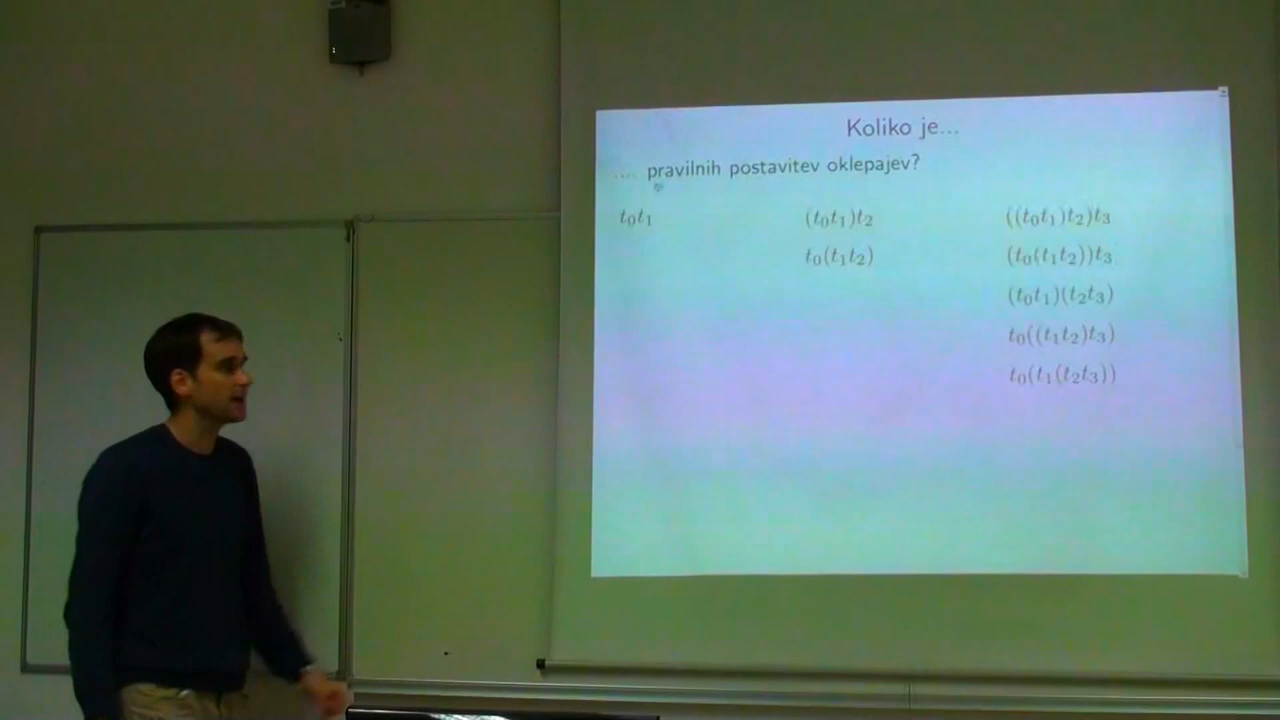 Koliko je...
... pravilnih postavitev oklepajev?
t₀t₁ (t₀t₁)t₂ ((t₀t₁)t₂)t₃
t₀(t₁t₂) (t₀(t₁t₂))t₃
(t₀t₁)(t₂t₃)
t₀((t₁t₂)t₃)
t₀(t₁(t₂t₃))